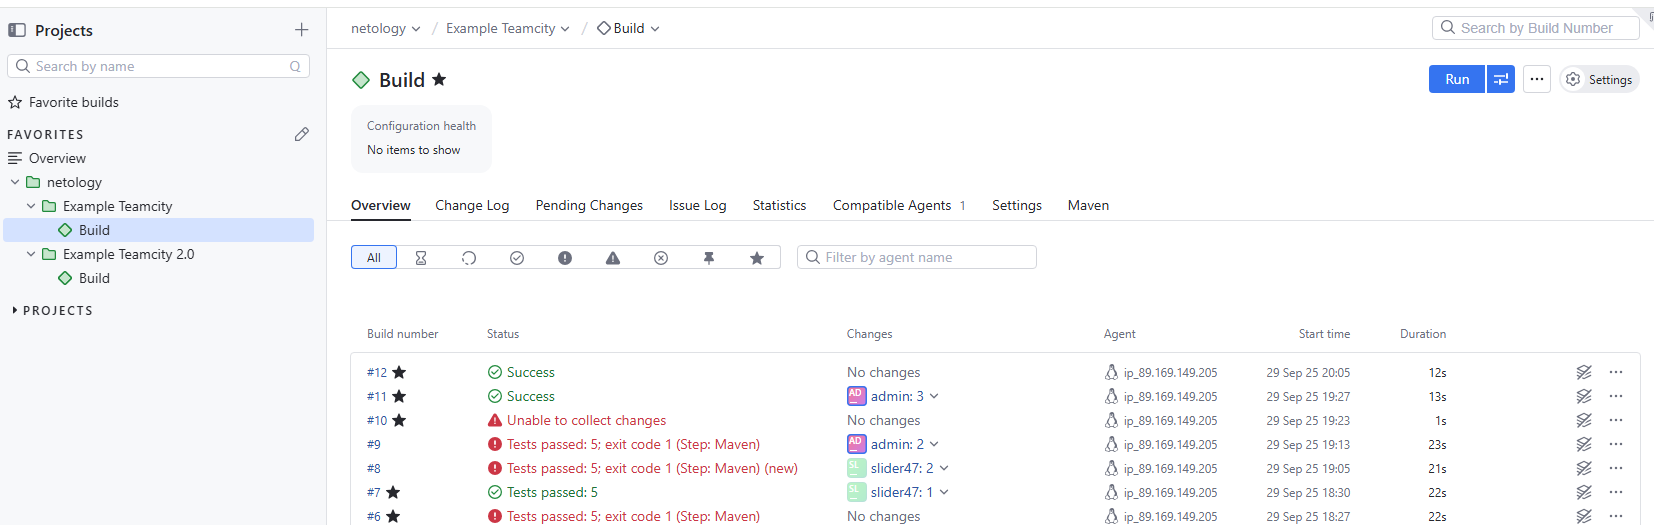 Projects
Search by name
Q
Favorite builds
FAVORITES
Overview
netology
Example Teamcity
Build
Example Teamcity 2.0
Build
PROJECTS
netology / Example Teamcity / Build
Search by Build Number
Build
Run
Settings
Configuration health
No items to show
Overview Change Log Pending Changes Issue Log Statistics Compatible Agents 1 Settings Maven
All
Filter by agent name
Build number Status Changes Agent Start time Duration
#12 Success No changes ip_89.169.149.205 29 Sep 25 20:05 12s
#11 Success AD admin: 3 ip_89.169.149.205 29 Sep 25 19:27 13s
#10 Unable to collect changes No changes ip_89.169.149.205 29 Sep 25 19:23 1s
#9 Tests passed: 5; exit code 1 (Step: Maven) AD admin: 2 ip_89.169.149.205 29 Sep 25 19:13 23s
#8 Tests passed: 5; exit code 1 (Step: Maven) (new) SL slider47: 2 ip_89.169.149.205 29 Sep 25 19:05 21s
#7 Tests passed: 5 SL slider47: 1 ip_89.169.149.205 29 Sep 25 18:30 22s
#6 Tests passed: 5; exit code 1 (Step: Maven) No changes ip_89.169.149.205 29 Sep 25 18:27 22s